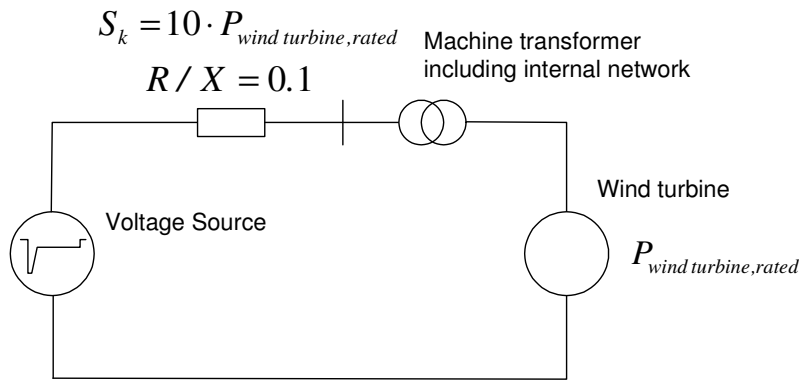 S_k = 10 · P_wind turbine,rated
R / X = 0.1
Machine transformer
including internal network
Wind turbine
Voltage Source
P_wind turbine,rated